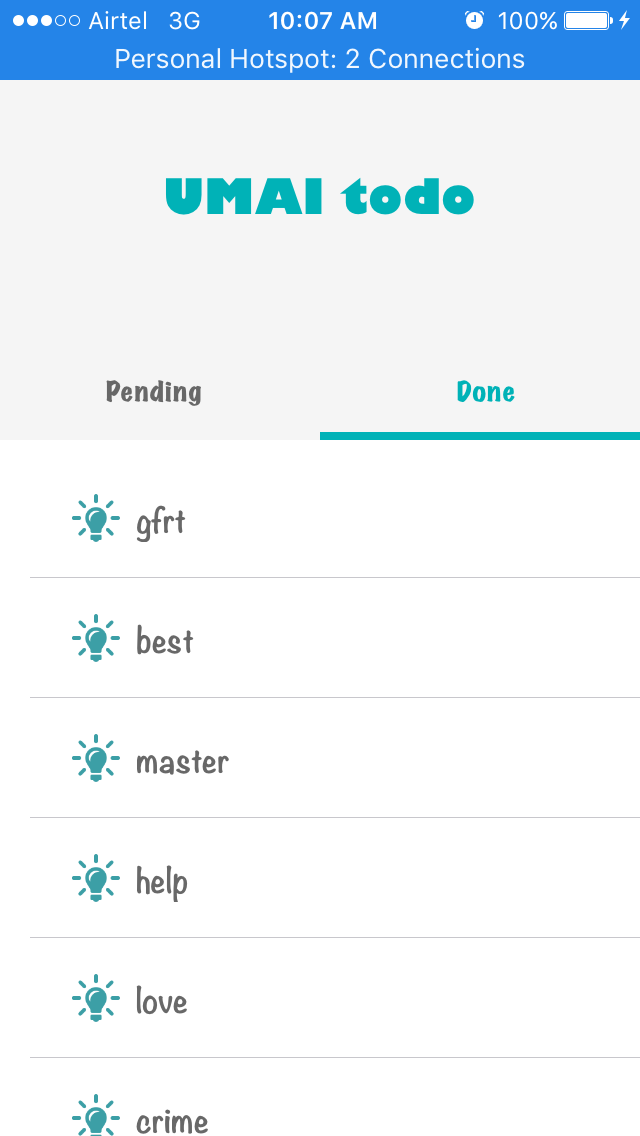 Airtel 3G 10:07 AM 100%
Personal Hotspot: 2 Connections
UMAI todo
Pending Done
gfrt
best
master
help
love
crime